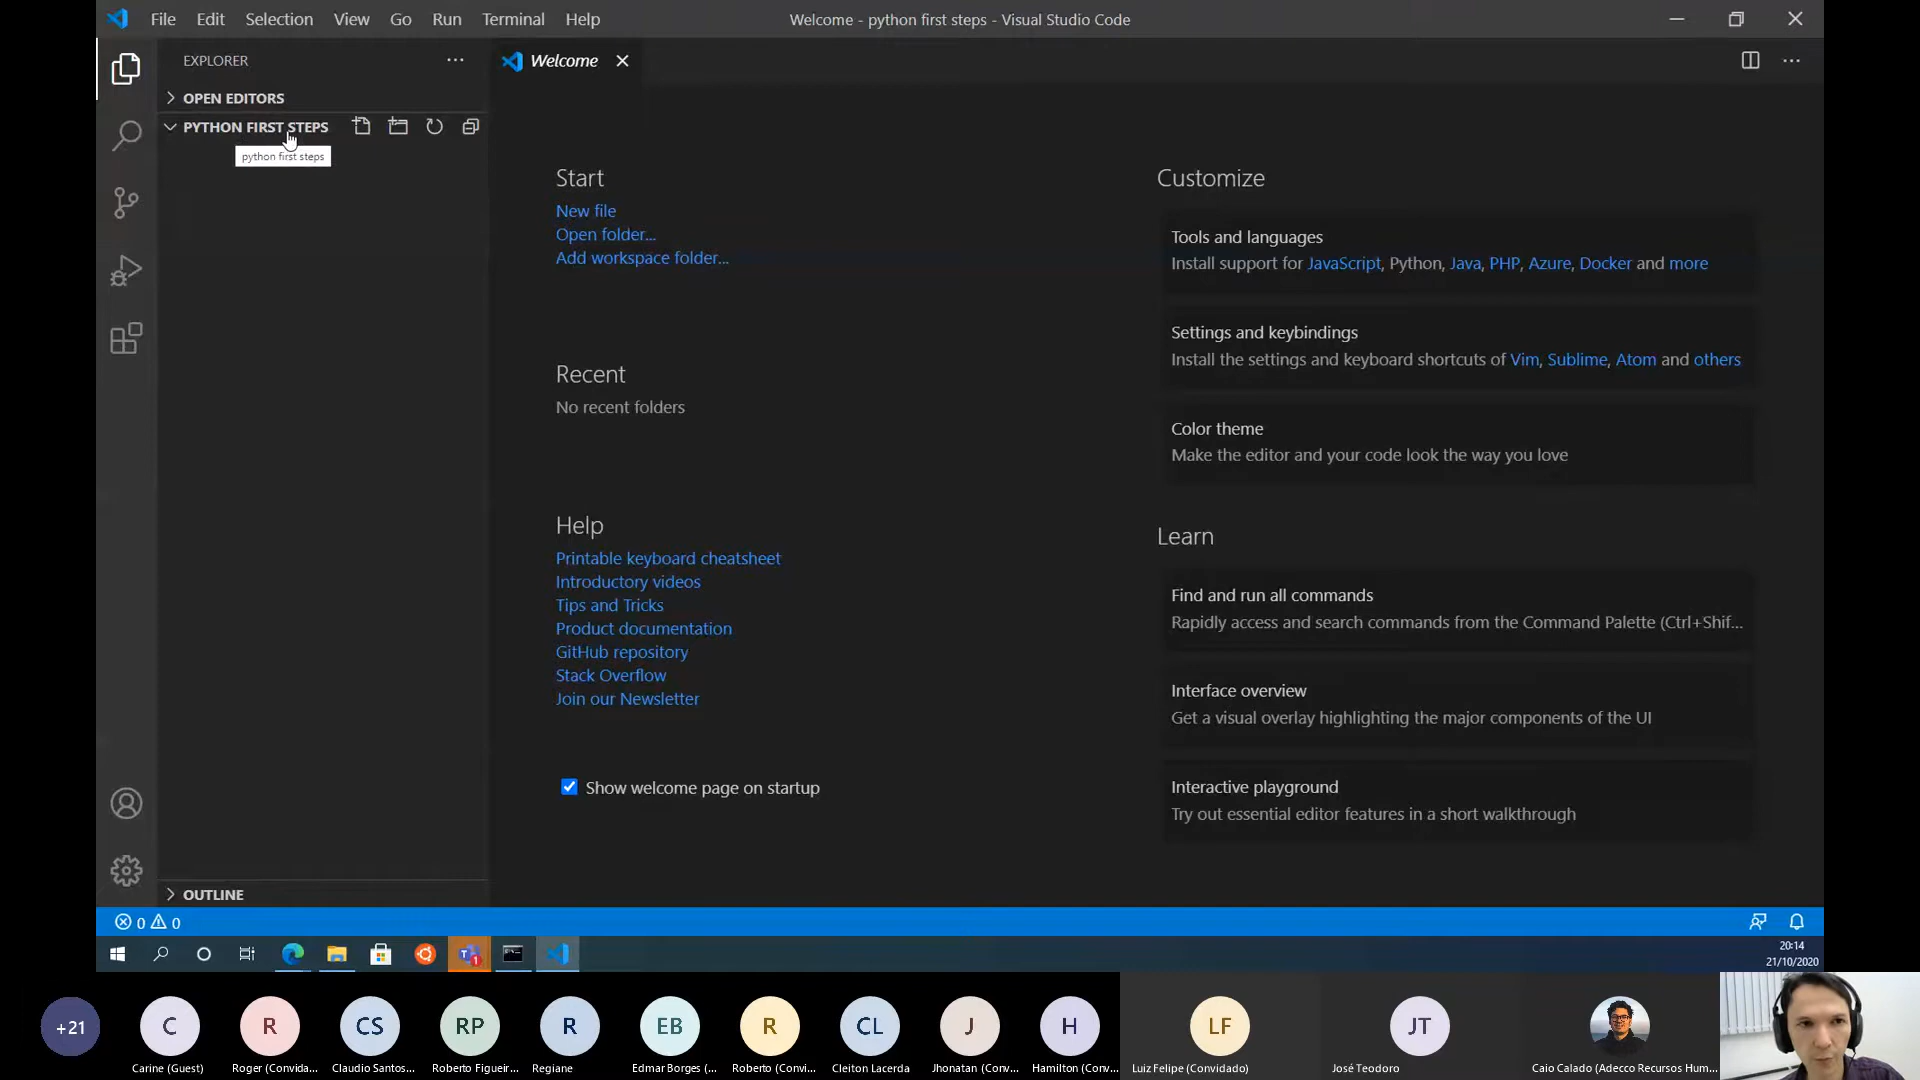 File Edit Selection View Go Run Terminal Help
Welcome - python first steps - Visual Studio Code
EXPLORER
Welcome
OPEN EDITORS
PYTHON FIRST STEPS
python first steps
Start
New file
Open folder...
Add workspace folder...
Recent
No recent folders
Help
Printable keyboard cheatsheet
Introductory videos
Tips and Tricks
Product documentation
GitHub repository
Stack Overflow
Join our Newsletter
Show welcome page on startup
Customize
Tools and languages
Install support for JavaScript, Python, Java, PHP, Azure, Docker and more
Settings and keybindings
Install the settings and keyboard shortcuts of Vim, Sublime, Atom and others
Color theme
Make the editor and your code look the way you love
Learn
Find and run all commands
Rapidly access and search commands from the Command Palette (Ctrl+Shif...
Interface overview
Get a visual overlay highlighting the major components of the UI
Interactive playground
Try out essential editor features in a short walkthrough
OUTLINE
0 0
20:14
21/10/2020
+21 C R CS RP R EB R CL J H LF JT
Carine (Guest) Roger (Convida... Claudio Santos... Roberto Figueir... Regiane Edmar Borges (... Roberto (Convi... Cleiton Lacerda Jhonatan (Conv... Hamilton (Conv... Luiz Felipe (Convidado) José Teodoro Caio Calado (Adecco Recursos Hum...